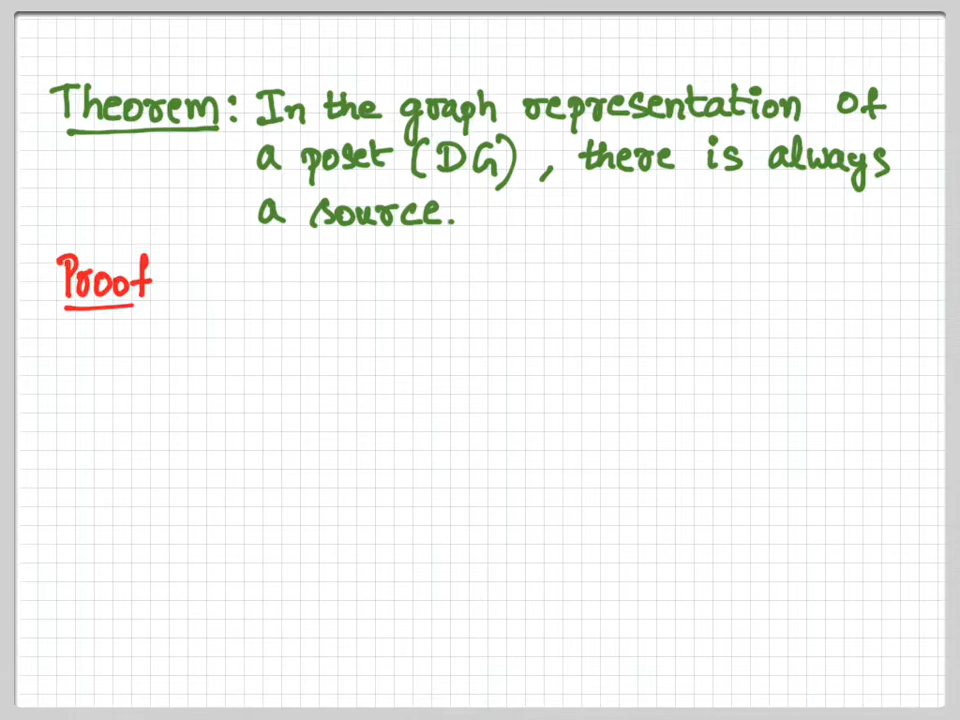 Theorem: In the graph representation of
a poset (DG), there is always
a source.
Proof